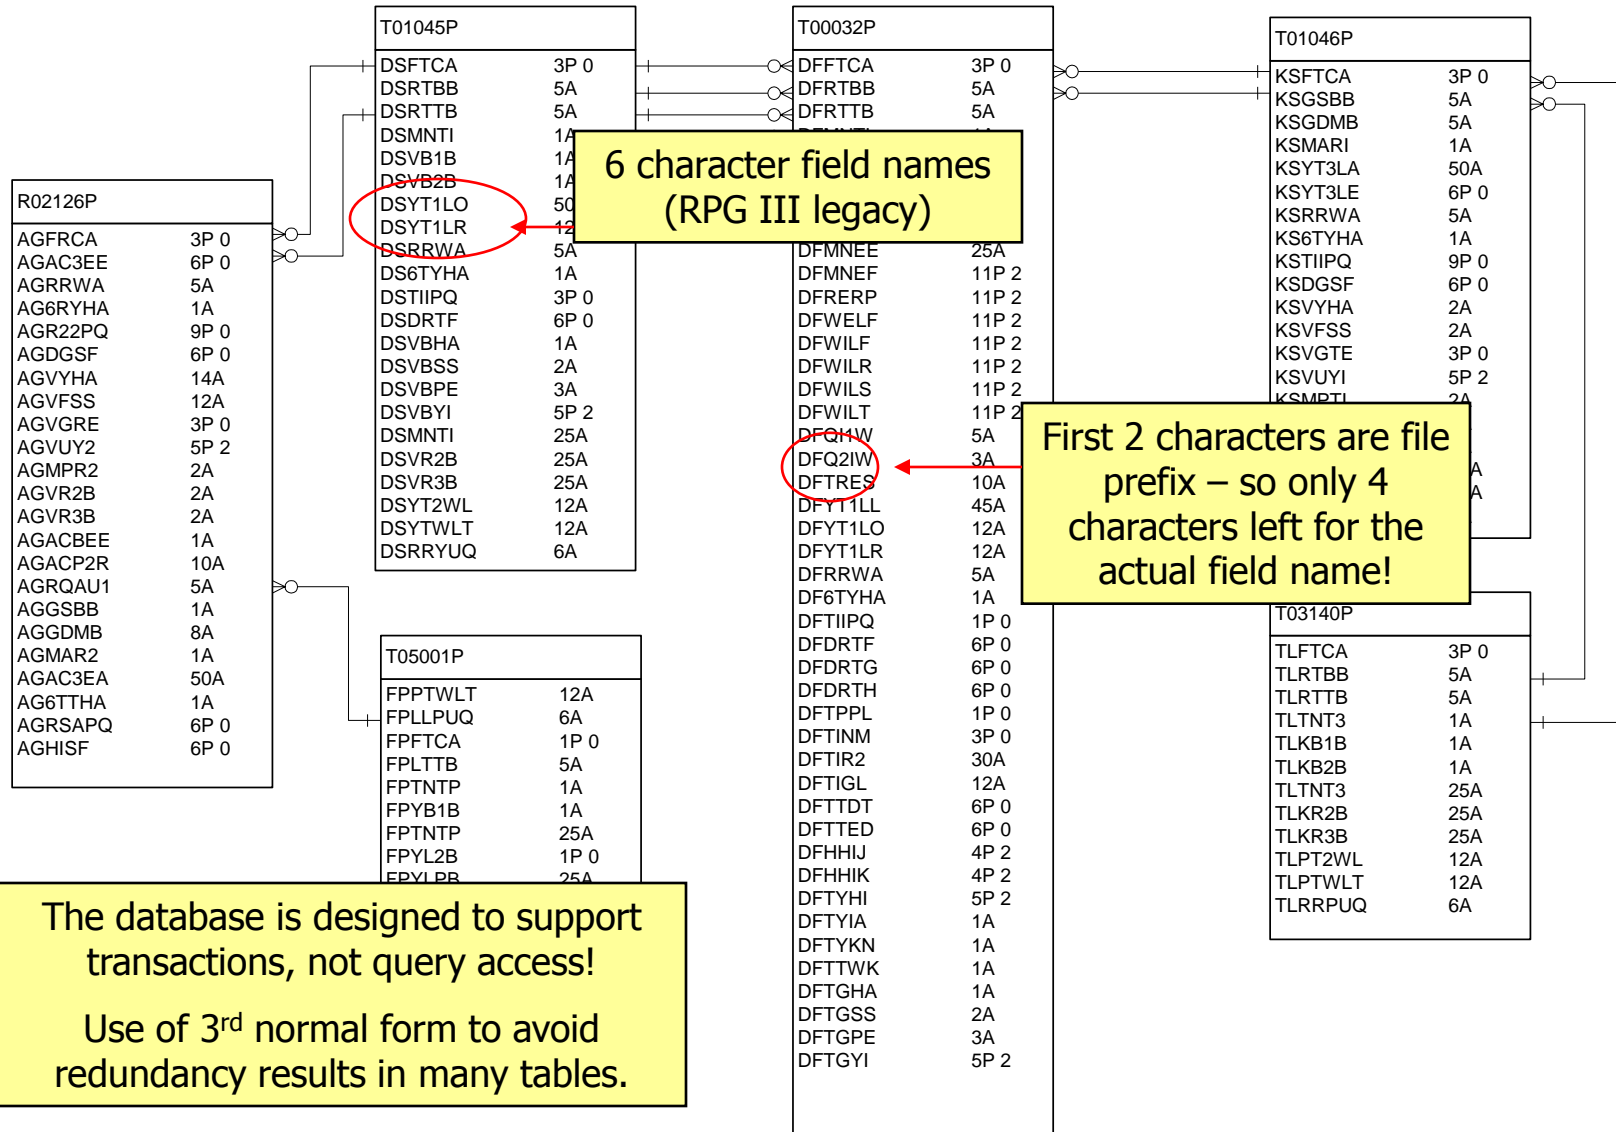 T01045P
DSFTCA 3P 0
DSRTBB 5A
DSRTTB 5A
DSMNTI 1A
DSVB1B 1A
DSVB2B 1A
DSYT1LO 50
DSYT1LR 12
DSRRWA 5A
DS6TYHA 1A
DSTIIPQ 3P 0
DSDRTF 6P 0
DSVBHA 1A
DSVBSS 2A
DSVBPE 3A
DSVBYI 5P 2
DSMNTI 25A
DSVR2B 25A
DSVR3B 25A
DSYT2WL 12A
DSYTWLT 12A
DSRRYUQ 6A
T00032P
DFFTCA 3P 0
DFRTBB 5A
DFRTTB 5A
DFMNEE 25A
DFMNEF 11P 2
DFRERP 11P 2
DFWELF 11P 2
DFWILF 11P 2
DFWILR 11P 2
DFWILS 11P 2
DFWILT 11P 2
DFQI1W 5A
DFQ2IW 3A
DFTRES 10A
DFYT1LL 45A
DFYT1LO 12A
DFYT1LR 12A
DFRRWA 5A
DF6TYHA 1A
DFTIIPQ 1P 0
DFDRTF 6P 0
DFDRTG 6P 0
DFDRTH 6P 0
DFTPPL 1P 0
DFTINM 3P 0
DFTIR2 30A
DFTIGL 12A
DFTTDT 6P 0
DFTTED 6P 0
DFHHIJ 4P 2
DFHHIK 4P 2
DFTYHI 5P 2
DFTYIA 1A
DFTYKN 1A
DFTTWK 1A
DFTGHA 1A
DFTGSS 2A
DFTGPE 3A
DFTGYI 5P 2
T01046P
KSFTCA 3P 0
KSGSBB 5A
KSGDMB 5A
KSMARI 1A
KSYT3LA 50A
KSYT3LE 6P 0
KSRRWA 5A
KS6TYHA 1A
KSTIIPQ 9P 0
KSDGSF 6P 0
KSVYHA 2A
KSVFSS 2A
KSVGTE 3P 0
KSVUYI 5P 2
KSMPTI 2A
A
A
R02126P
AGFRCA 3P 0
AGAC3EE 6P 0
AGRRWA 5A
AG6RYHA 1A
AGR22PQ 9P 0
AGDGSF 6P 0
AGVYHA 14A
AGVFSS 12A
AGVGRE 3P 0
AGVUY2 5P 2
AGMPR2 2A
AGVR2B 2A
AGVR3B 2A
AGACBEE 1A
AGACP2R 10A
AGRQAU1 5A
AGGSBB 1A
AGGDMB 8A
AGMAR2 1A
AGAC3EA 50A
AG6TTHA 1A
AGRSAPQ 6P 0
AGHISF 6P 0
6 character field names
(RPG III legacy)
First 2 characters are file
prefix – so only 4
characters left for the
actual field name!
T05001P
FPPTWLT 12A
FPLLPUQ 6A
FPFTCA 1P 0
FPLTTB 5A
FPTNTP 1A
FPYB1B 1A
FPTNTP 25A
FPYL2B 1P 0
FPYLPB 25A
T03140P
TLFTCA 3P 0
TLRTBB 5A
TLRTTB 5A
TLTNT3 1A
TLKB1B 1A
TLKB2B 1A
TLTNT3 25A
TLKR2B 25A
TLKR3B 25A
TLPT2WL 12A
TLPTWLT 12A
TLRRPUQ 6A
The database is designed to support
transactions, not query access!
Use of 3rd normal form to avoid
redundancy results in many tables.